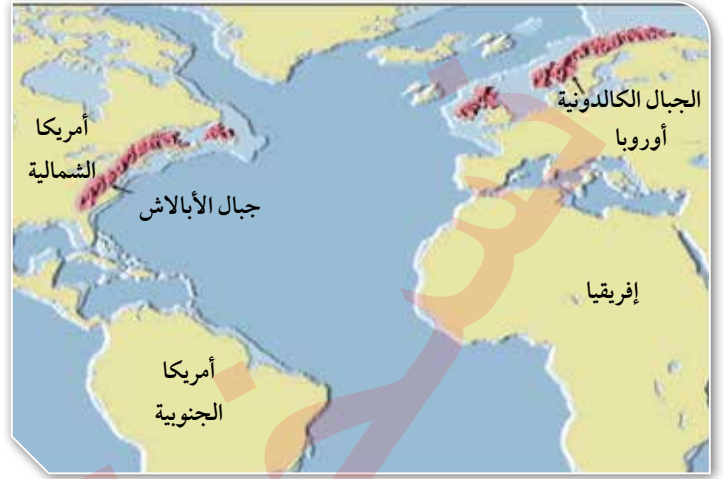 الجبال الكالدونية
أوروبا
أمريكا
الشمالية
جبال الأبالاش
إفريقيا
أمريكا
الجنوبية